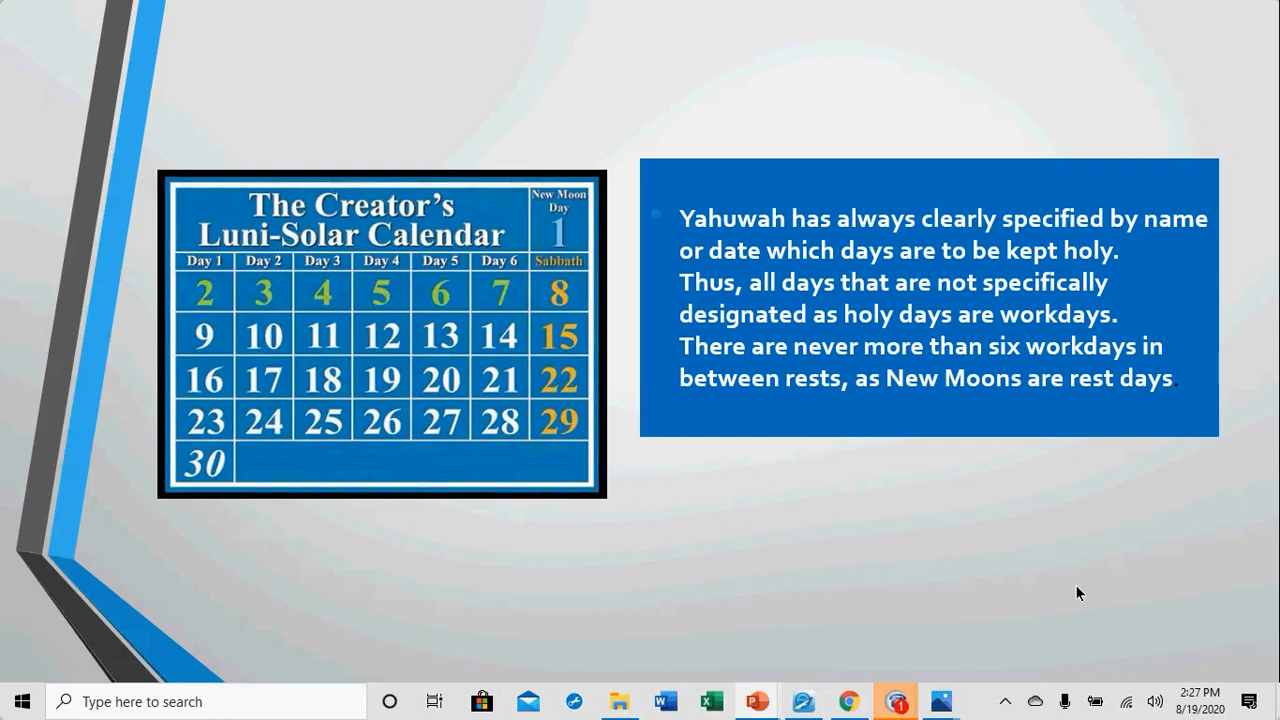 The Creator's
Luni-Solar Calendar
New Moon
Day
1
Day 1 Day 2 Day 3 Day 4 Day 5 Day 6 Sabbath
2 3 4 5 6 7 8
9 10 11 12 13 14 15
16 17 18 19 20 21 22
23 24 25 26 27 28 29
30
Yahuwah has always clearly specified by name
or date which days are to be kept holy.
Thus, all days that are not specifically
designated as holy days are workdays.
There are never more than six workdays in
between rests, as New Moons are rest days.
Type here to search
1
2:27 PM
8/19/2020